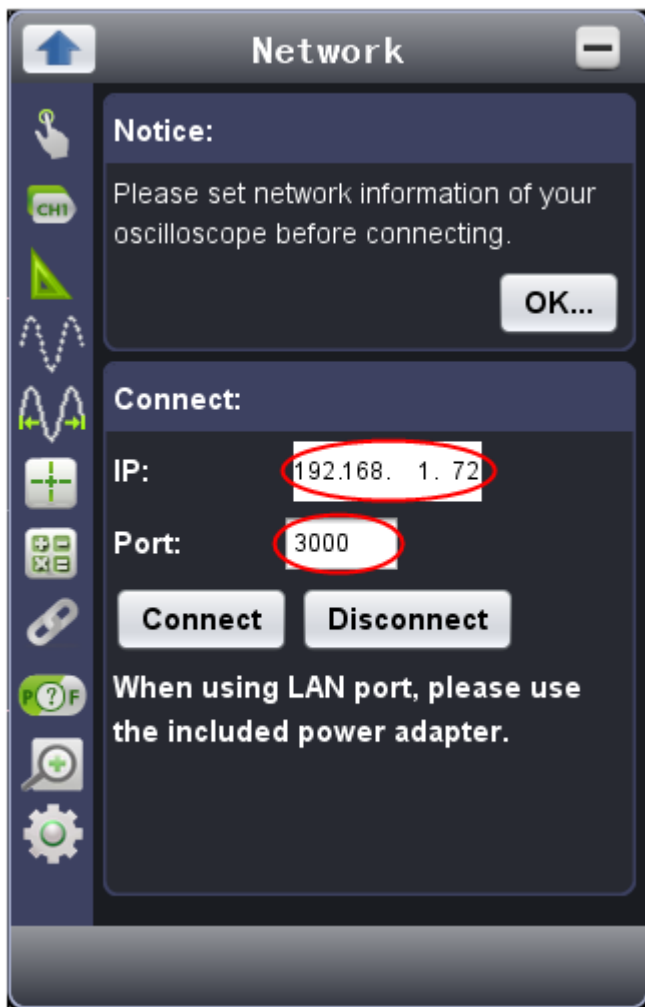 Network
Notice:
Please set network information of your
oscilloscope before connecting.
OK...
CH1
Connect:
IP: 192.168. 1. 72
Port: 3000
Connect Disconnect
P?F
When using LAN port, please use
the included power adapter.